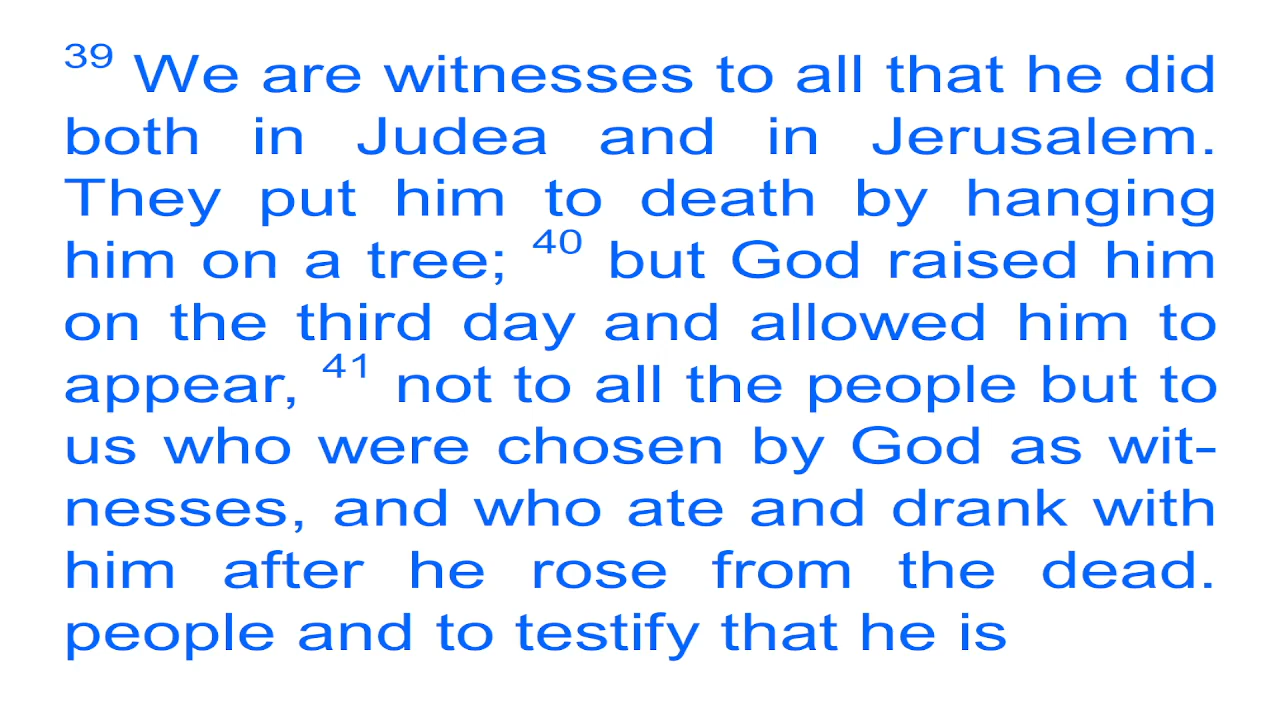 39 We are witnesses to all that he did
both in Judea and in Jerusalem.
They put him to death by hanging
him on a tree; 40 but God raised him
on the third day and allowed him to
appear, 41 not to all the people but to
us who were chosen by God as wit-
nesses, and who ate and drank with
him after he rose from the dead.
people and to testify that he is